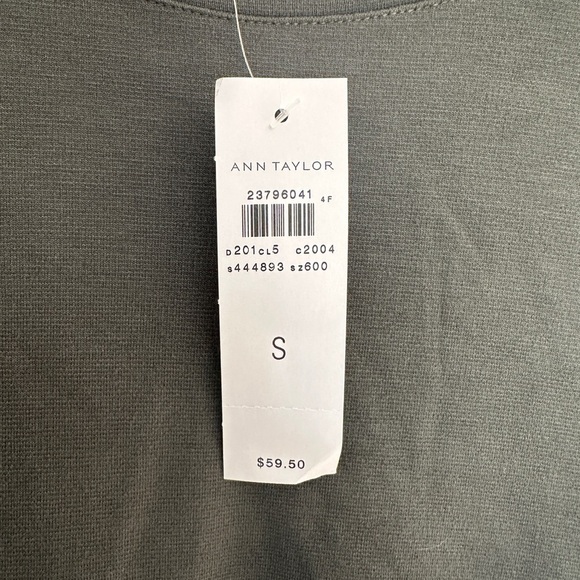 ANN TAYLOR
23796041 4F
D201CL5 C2004
S444893 SZ600
S
$59.50